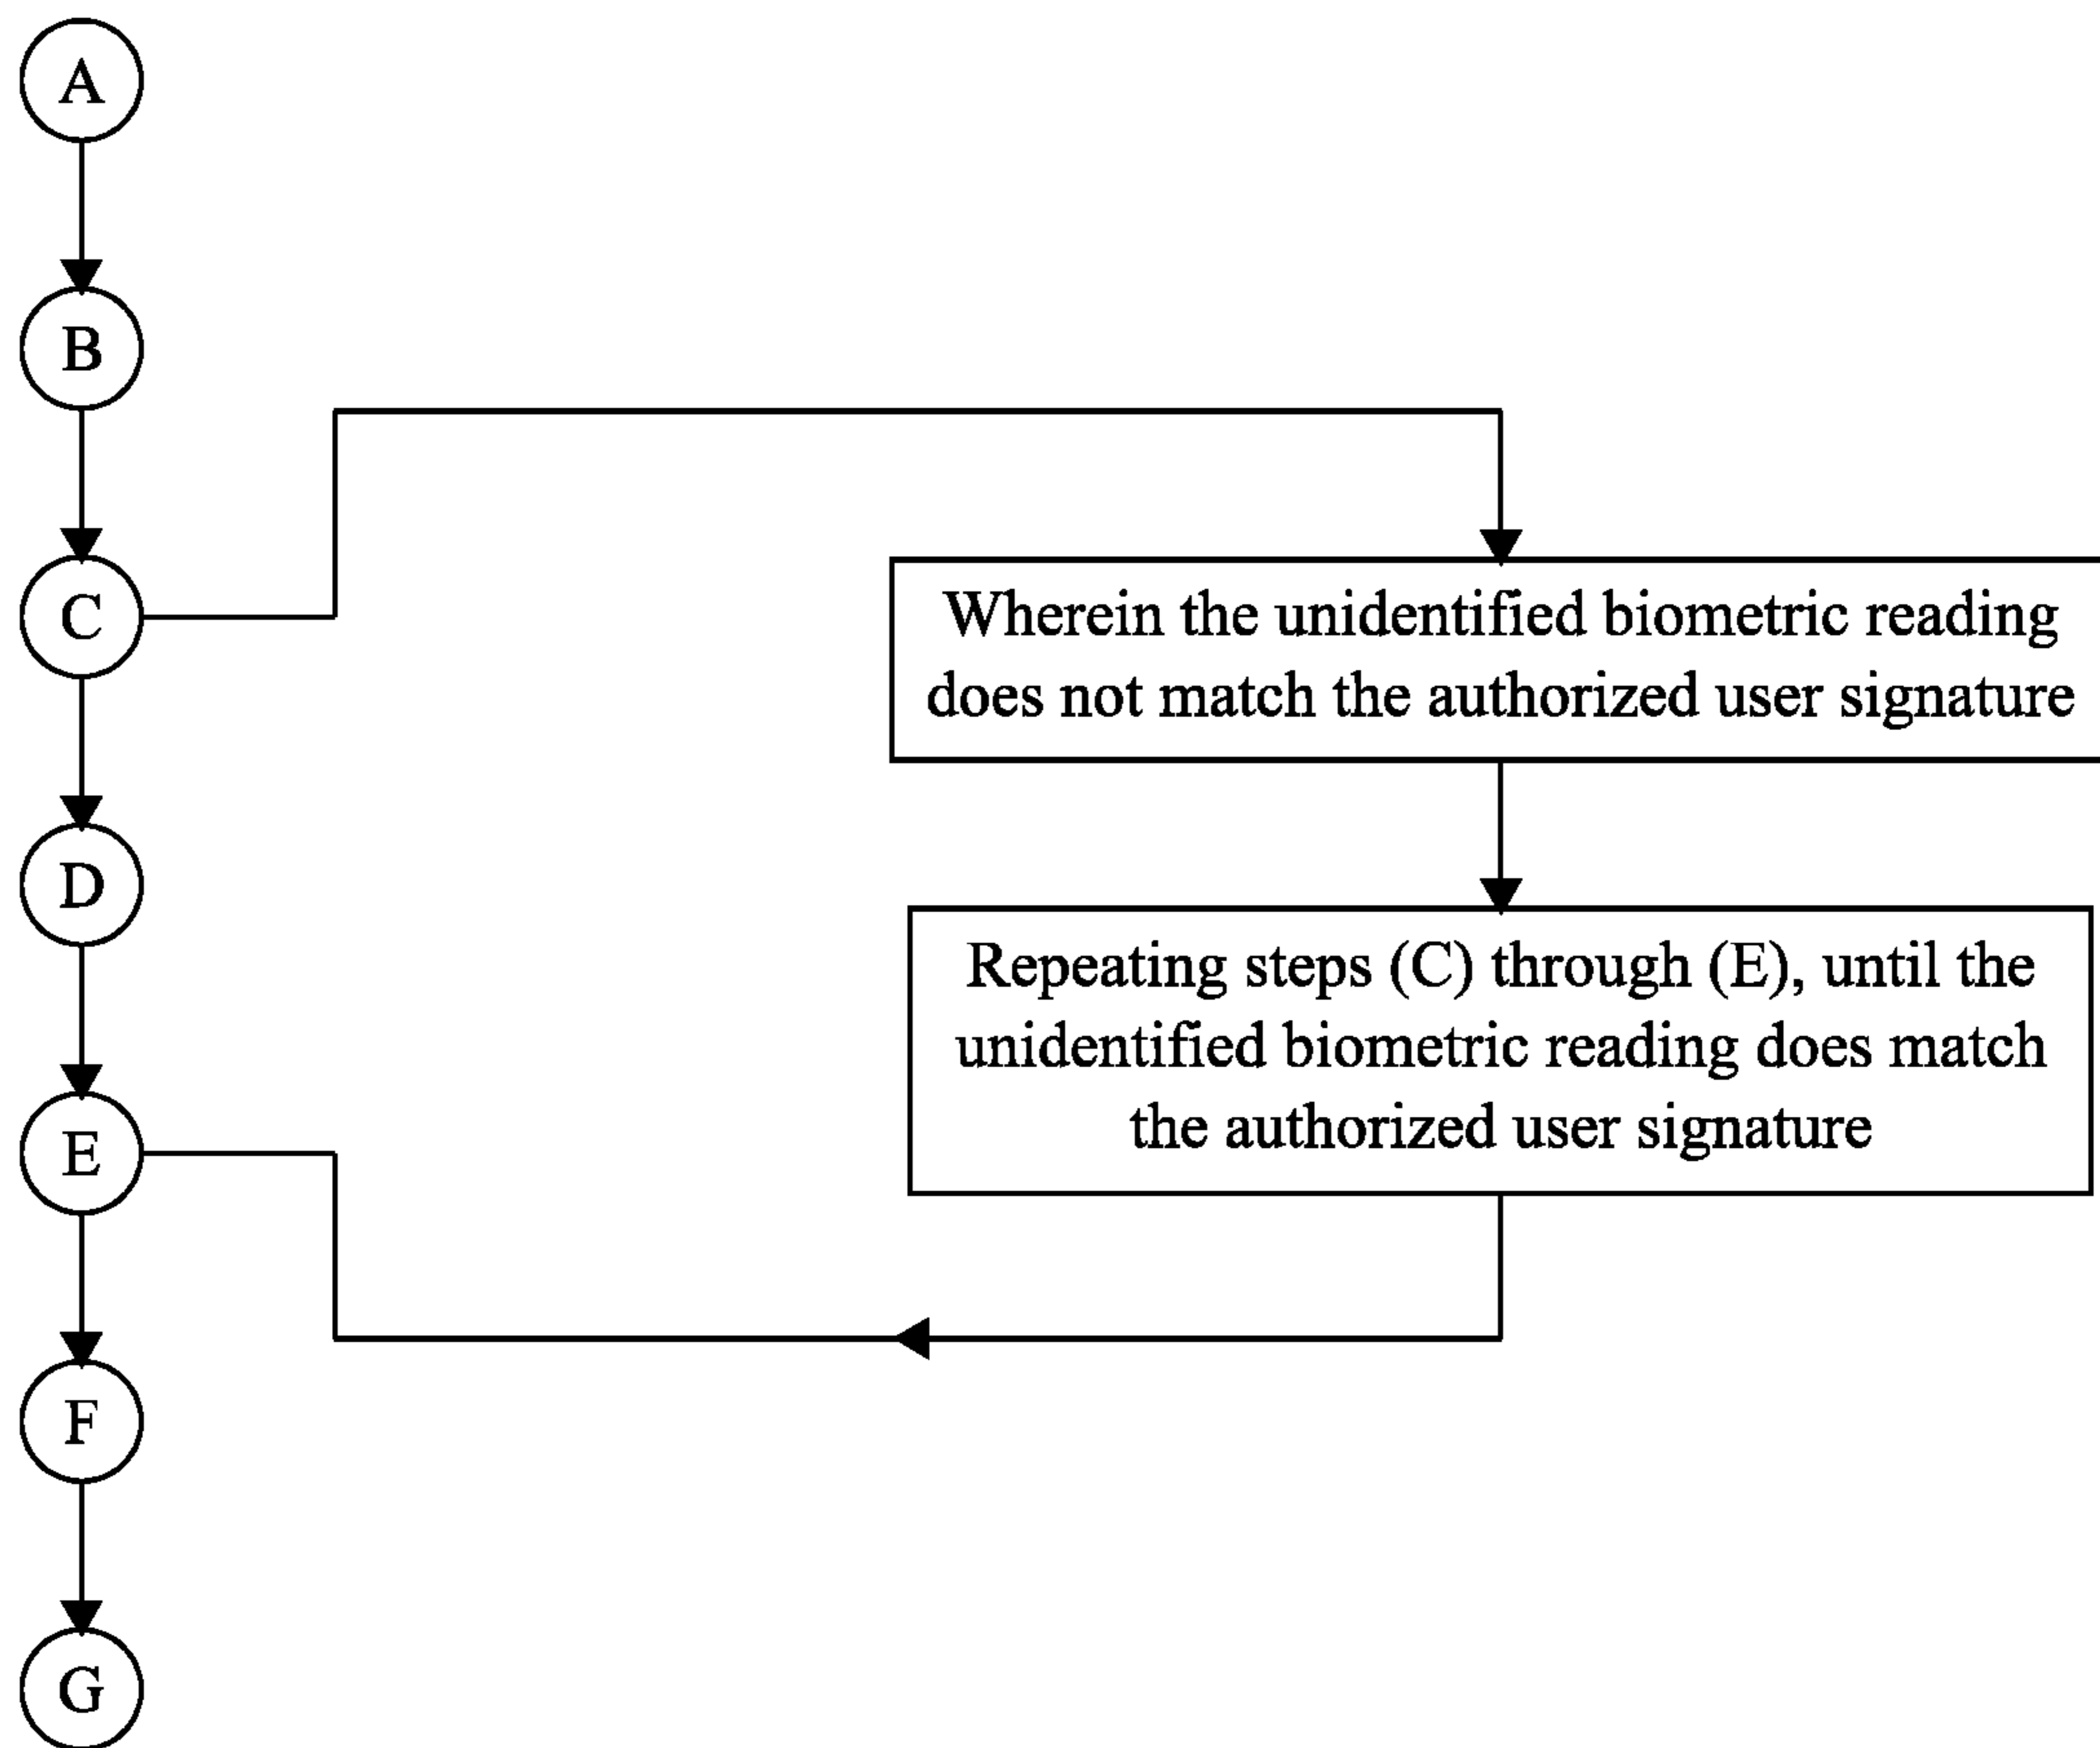 A
B
C
Wherein the unidentified biometric reading
does not match the authorized user signature
D
Repeating steps (C) through (E), until the
unidentified biometric reading does match
the authorized user signature
E
F
G